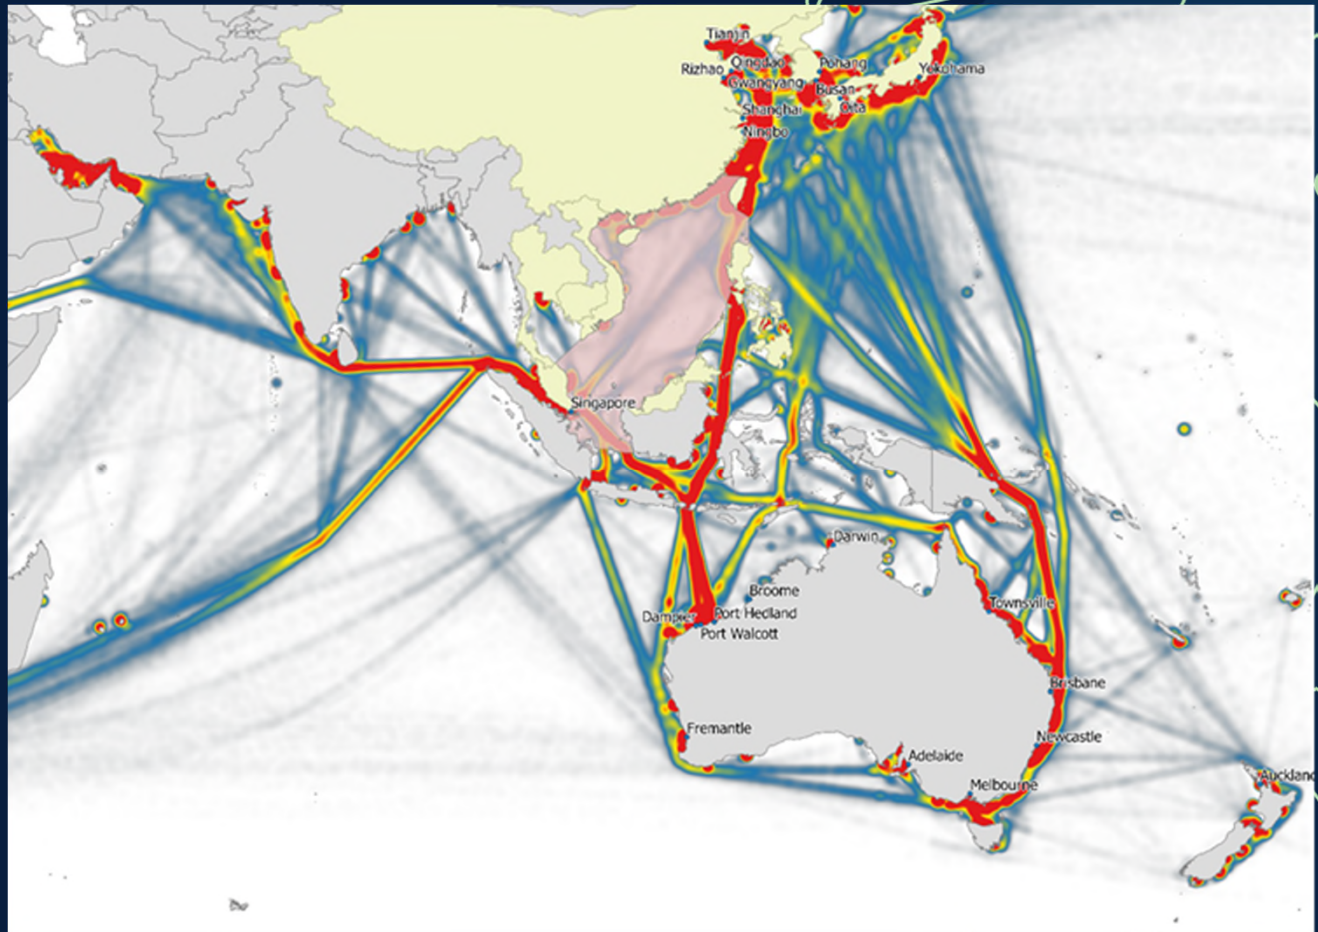 Tianjin
Rizhao
Qingdao
Gwangyang
Pohang
Yokohama
Busan
Oita
Shanghai
Ningbo
Singapore
Darwin
Broome
Dampier
Port Hedland
Port Walcott
Townsville
Brisbane
Fremantle
Newcastle
Adelaide
Melbourne
Auckland